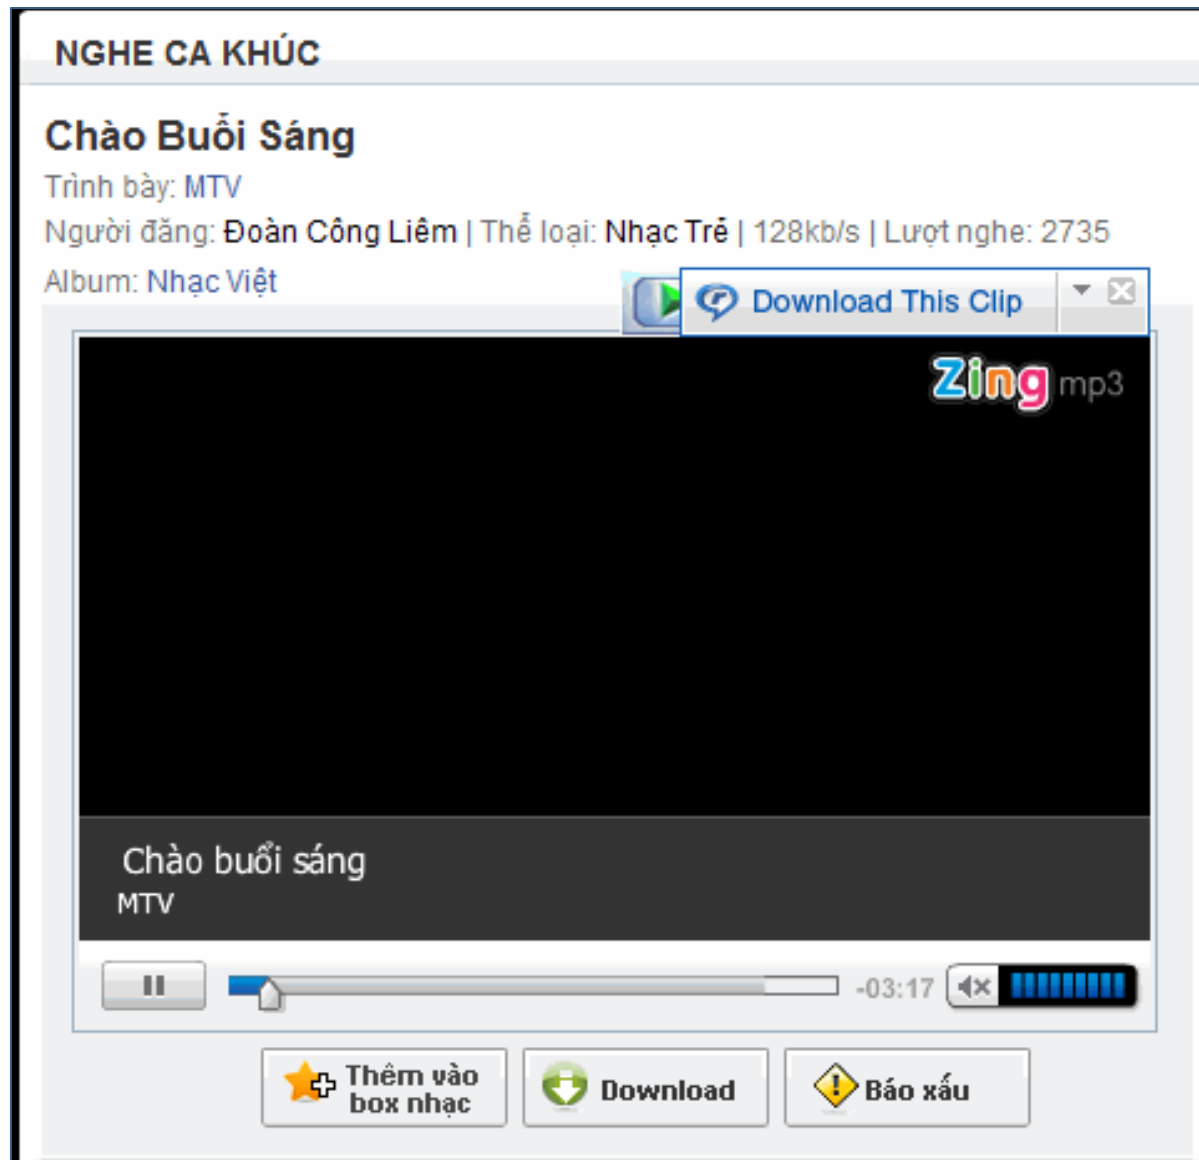 NGHE CA KHÚC
Chào Buổi Sáng
Trình bày: MTV
Người đăng: Đoàn Công Liêm | Thể loại: Nhạc Trẻ | 128kb/s | Lượt nghe: 2735
Album: Nhạc Việt
Download This Clip
Zing mp3
Chào buổi sáng
MTV
-03:17
Thêm vào
box nhạc
Download
Báo xấu